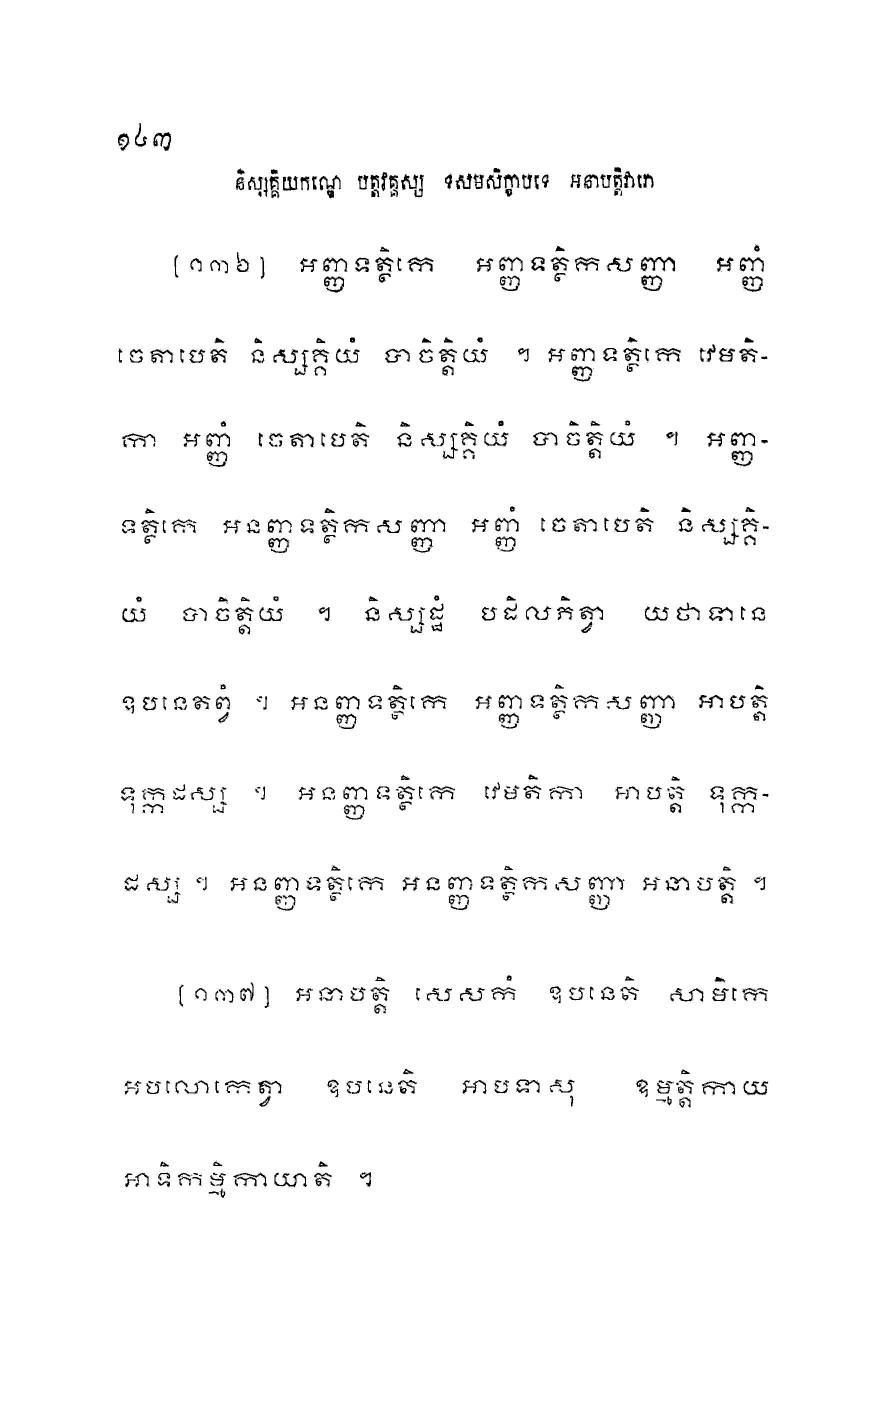 ១៤៣
និស្សគ្គិយកណ្ឌេ បត្តវគ្គស្ស ទសមសិក្ខាបទេ អនាបត្តិវារោ
[១៣៦] អញ្ញទត្ថិកេ អញ្ញទត្ថិកសញ្ញា អញ្ញំ
ចេតាបេតិ និស្សគ្គិយំ បាចិត្តិយំ ។ អញ្ញទត្ថិកេ វេមតិ-
កា អញ្ញំ ចេតាបេតិ និស្សគ្គិយំ បាចិត្តិយំ ។ អញ្ញ-
ទត្ថិកេ អនញ្ញទត្ថិកសញ្ញា អញ្ញំ ចេតាបេតិ និស្សគ្គិ-
យំ បាចិត្តិយំ ។ និស្សដ្ឋំ បដិលភិត្វា យថាទានេ
ឧបនេតព្វំ ។ អនញ្ញទត្ថិកេ អញ្ញទត្ថិកសញ្ញា អាបត្តិ
ទុក្កដស្ស ។ អនញ្ញទត្ថិកេ វេមតិកា អាបត្តិ ទុក្ក-
ដស្ស ។ អនញ្ញទត្ថិកេ អនញ្ញទត្ថិកសញ្ញា អនាបត្តិ ។
[១៣៧] អនាបត្តិ សេសកំ ឧបនេតិ សាមិកេ
អបលោកេត្វា ឧបនេតិ អាបទាសុ ឧម្មត្តិកាយ
អាទិកម្មិកាយាតិ ។